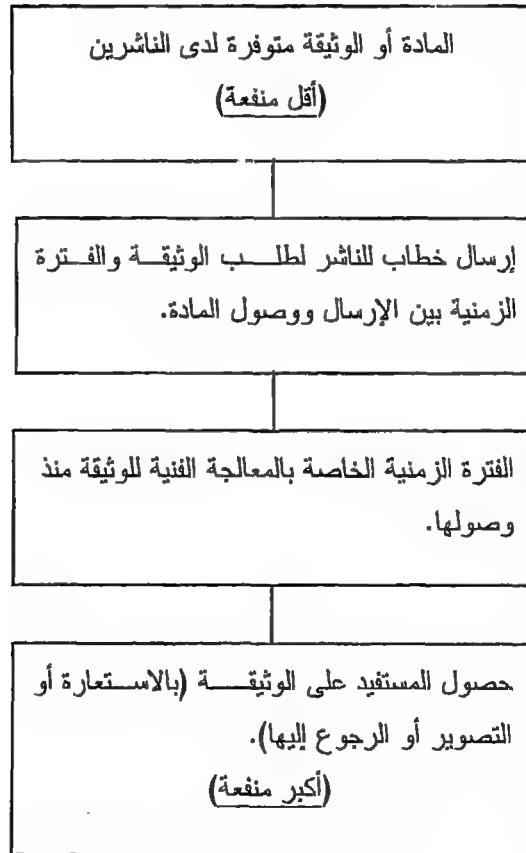 المادة أو الوثيقة متوفرة لدى الناشرين
(أقل منفعة)
إرسال خطاب للناشر لطلب الوثيقة والفترة
الزمنية بين الإرسال ووصول المادة.
الفترة الزمنية الخاصة بالمعالجة الفنية للوثيقة منذ
وصولها.
حصول المستفيد على الوثيقة (بالاستعارة أو
التصوير أو الرجوع إليها).
(أكبر منفعة)